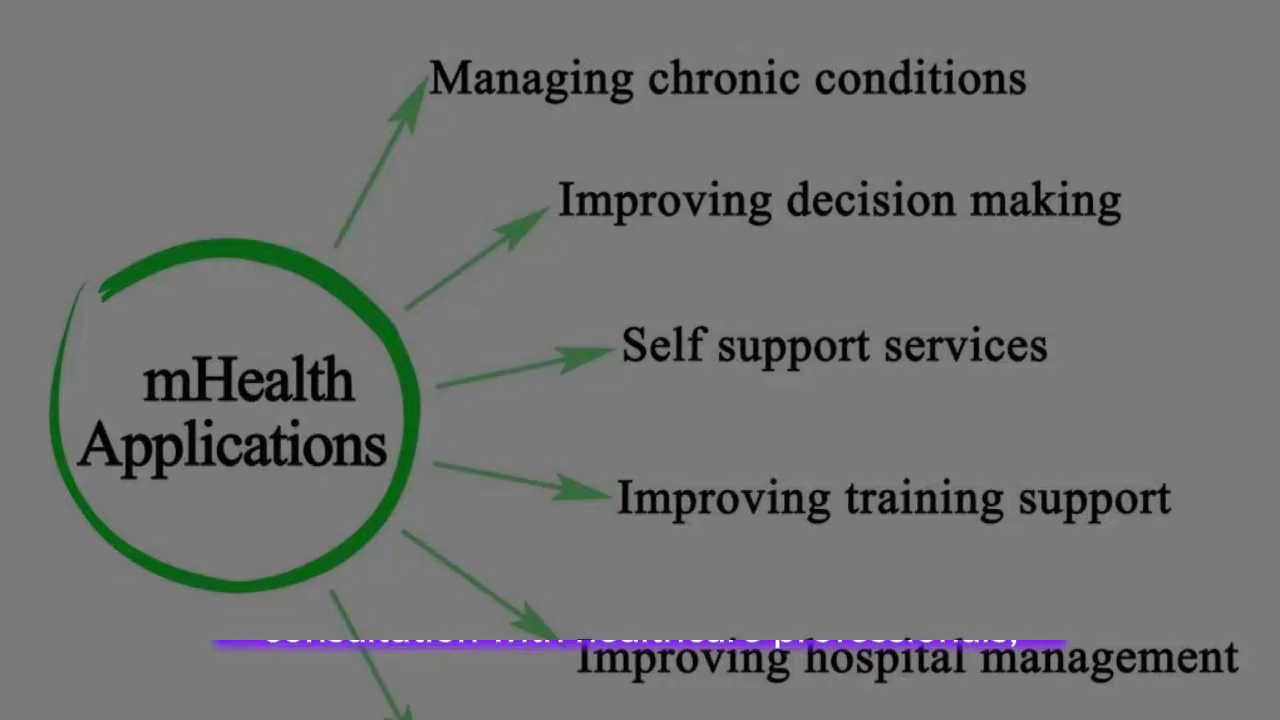 Managing chronic conditions
Improving decision making
Self support services
mHealth
Applications
Improving training support
Improving hospital management